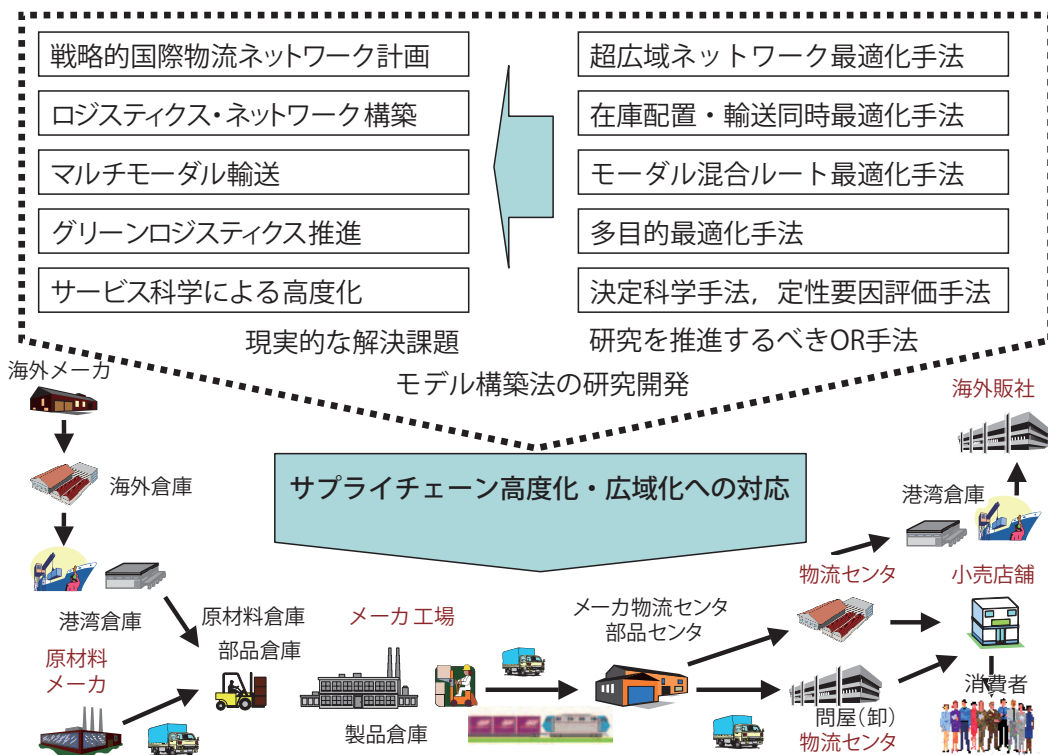 戦略的国際物流ネットワーク計画
ロジスティクス・ネットワーク構築
マルチモーダル輸送
グリーンロジスティクス推進
サービス科学による高度化
現実的な解決課題
超広域ネットワーク最適化手法
在庫配置・輸送同時最適化手法
モーダル混合ルート最適化手法
多目的最適化手法
決定科学手法，定性要因評価手法
研究を推進するべきOR手法
モデル構築法の研究開発
サプライチェーン高度化・広域化への対応
海外メーカ
海外倉庫
港湾倉庫
原材料
メーカ
原材料倉庫
部品倉庫
メーカ工場
製品倉庫
メーカ物流センタ
部品センタ
物流センタ
問屋（卸）
物流センタ
港湾倉庫
海外販社
小売店舗
消費者